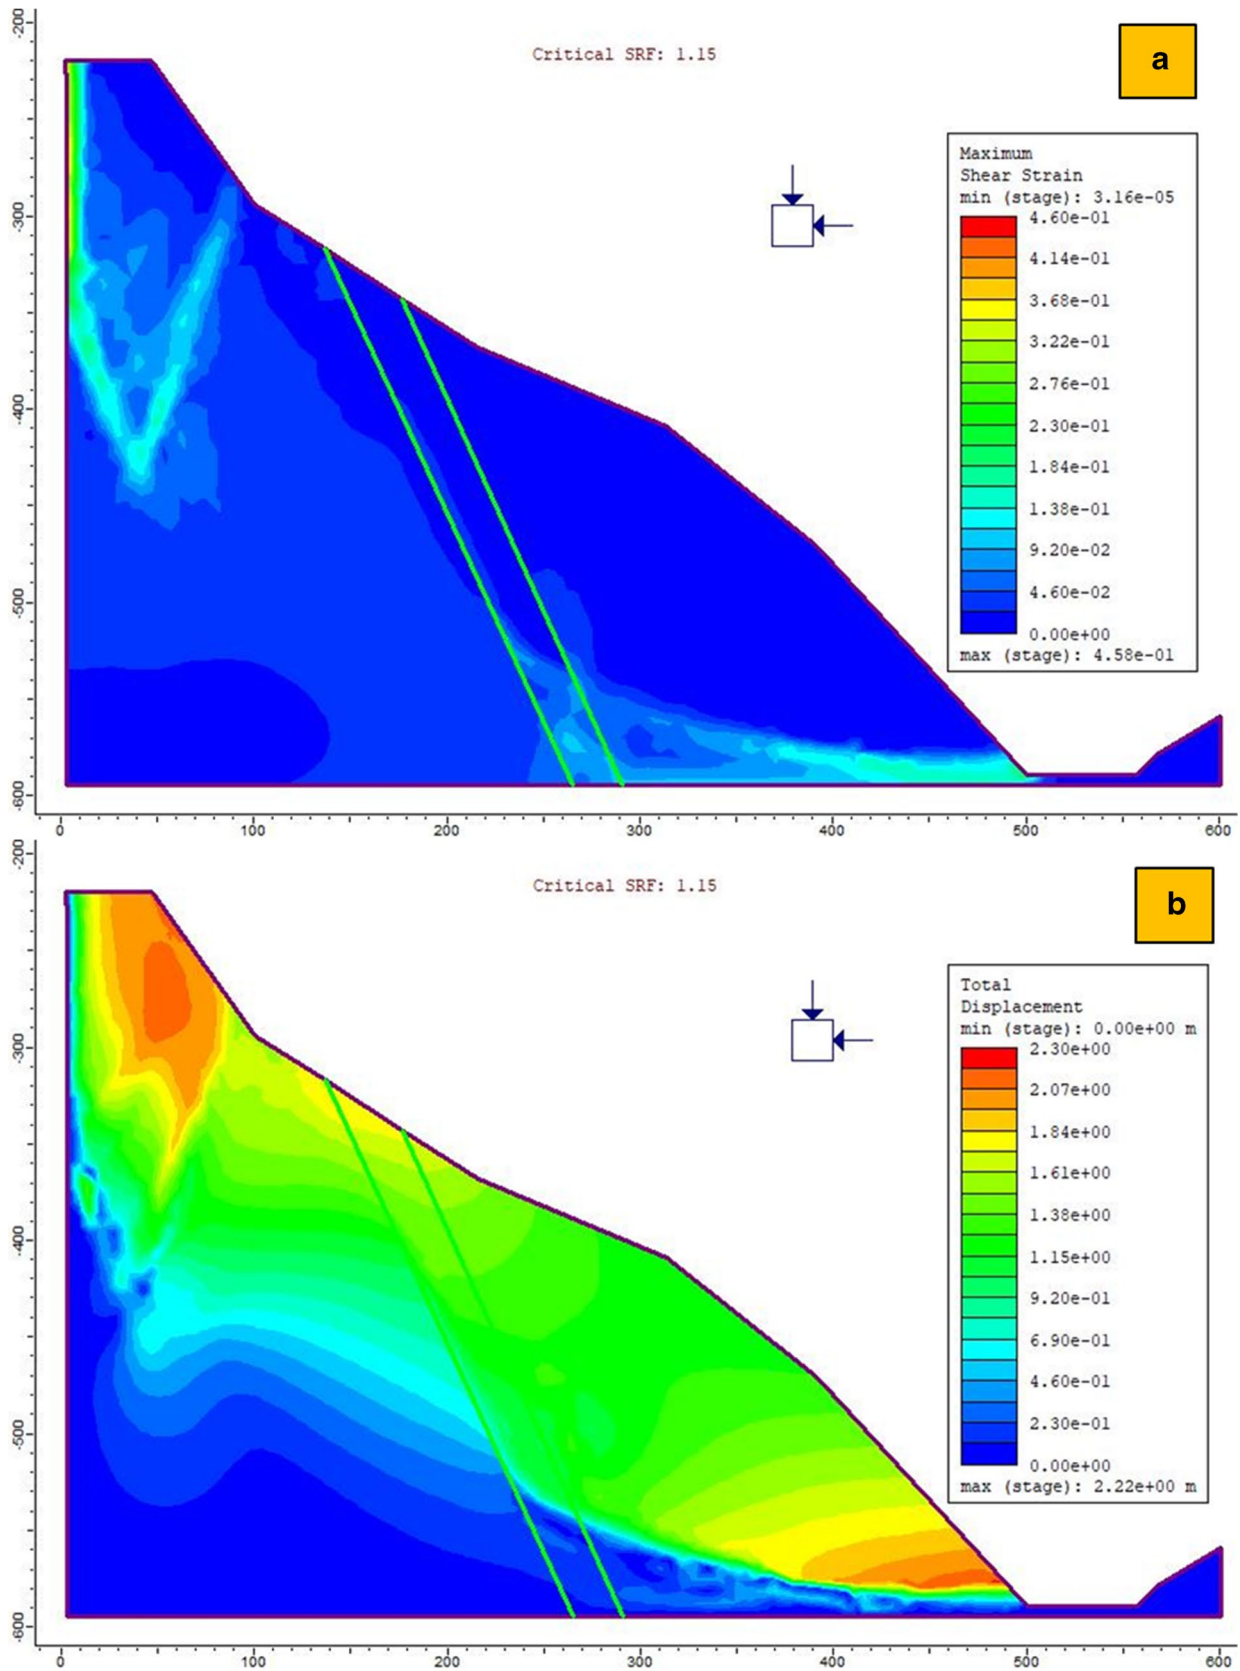 Critical SRF: 1.15
a
Maximum
Shear Strain
min (stage): 3.16e-05
4.60e-01
4.14e-01
3.68e-01
3.22e-01
2.76e-01
2.30e-01
1.84e-01
1.38e-01
9.20e-02
4.60e-02
0.00e+00
max (stage): 4.58e-01
-200
-300
-400
-500
-600
0 100 200 300 400 500 600
Critical SRF: 1.15
b
Total
Displacement
min (stage): 0.00e+00 m
2.30e+00
2.07e+00
1.84e+00
1.61e+00
1.38e+00
1.15e+00
9.20e-01
6.90e-01
4.60e-01
2.30e-01
0.00e+00
max (stage): 2.22e+00 m
-200
-300
-400
-500
-600
0 100 200 300 400 500 600